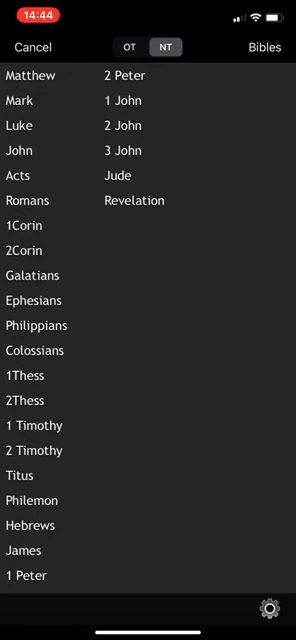 14:44
Cancel OT NT Bibles
Matthew
Mark
Luke
John
Acts
Romans
1Corin
2Corin
Galatians
Ephesians
Philippians
Colossians
1Thess
2Thess
1 Timothy
2 Timothy
Titus
Philemon
Hebrews
James
1 Peter
2 Peter
1 John
2 John
3 John
Jude
Revelation